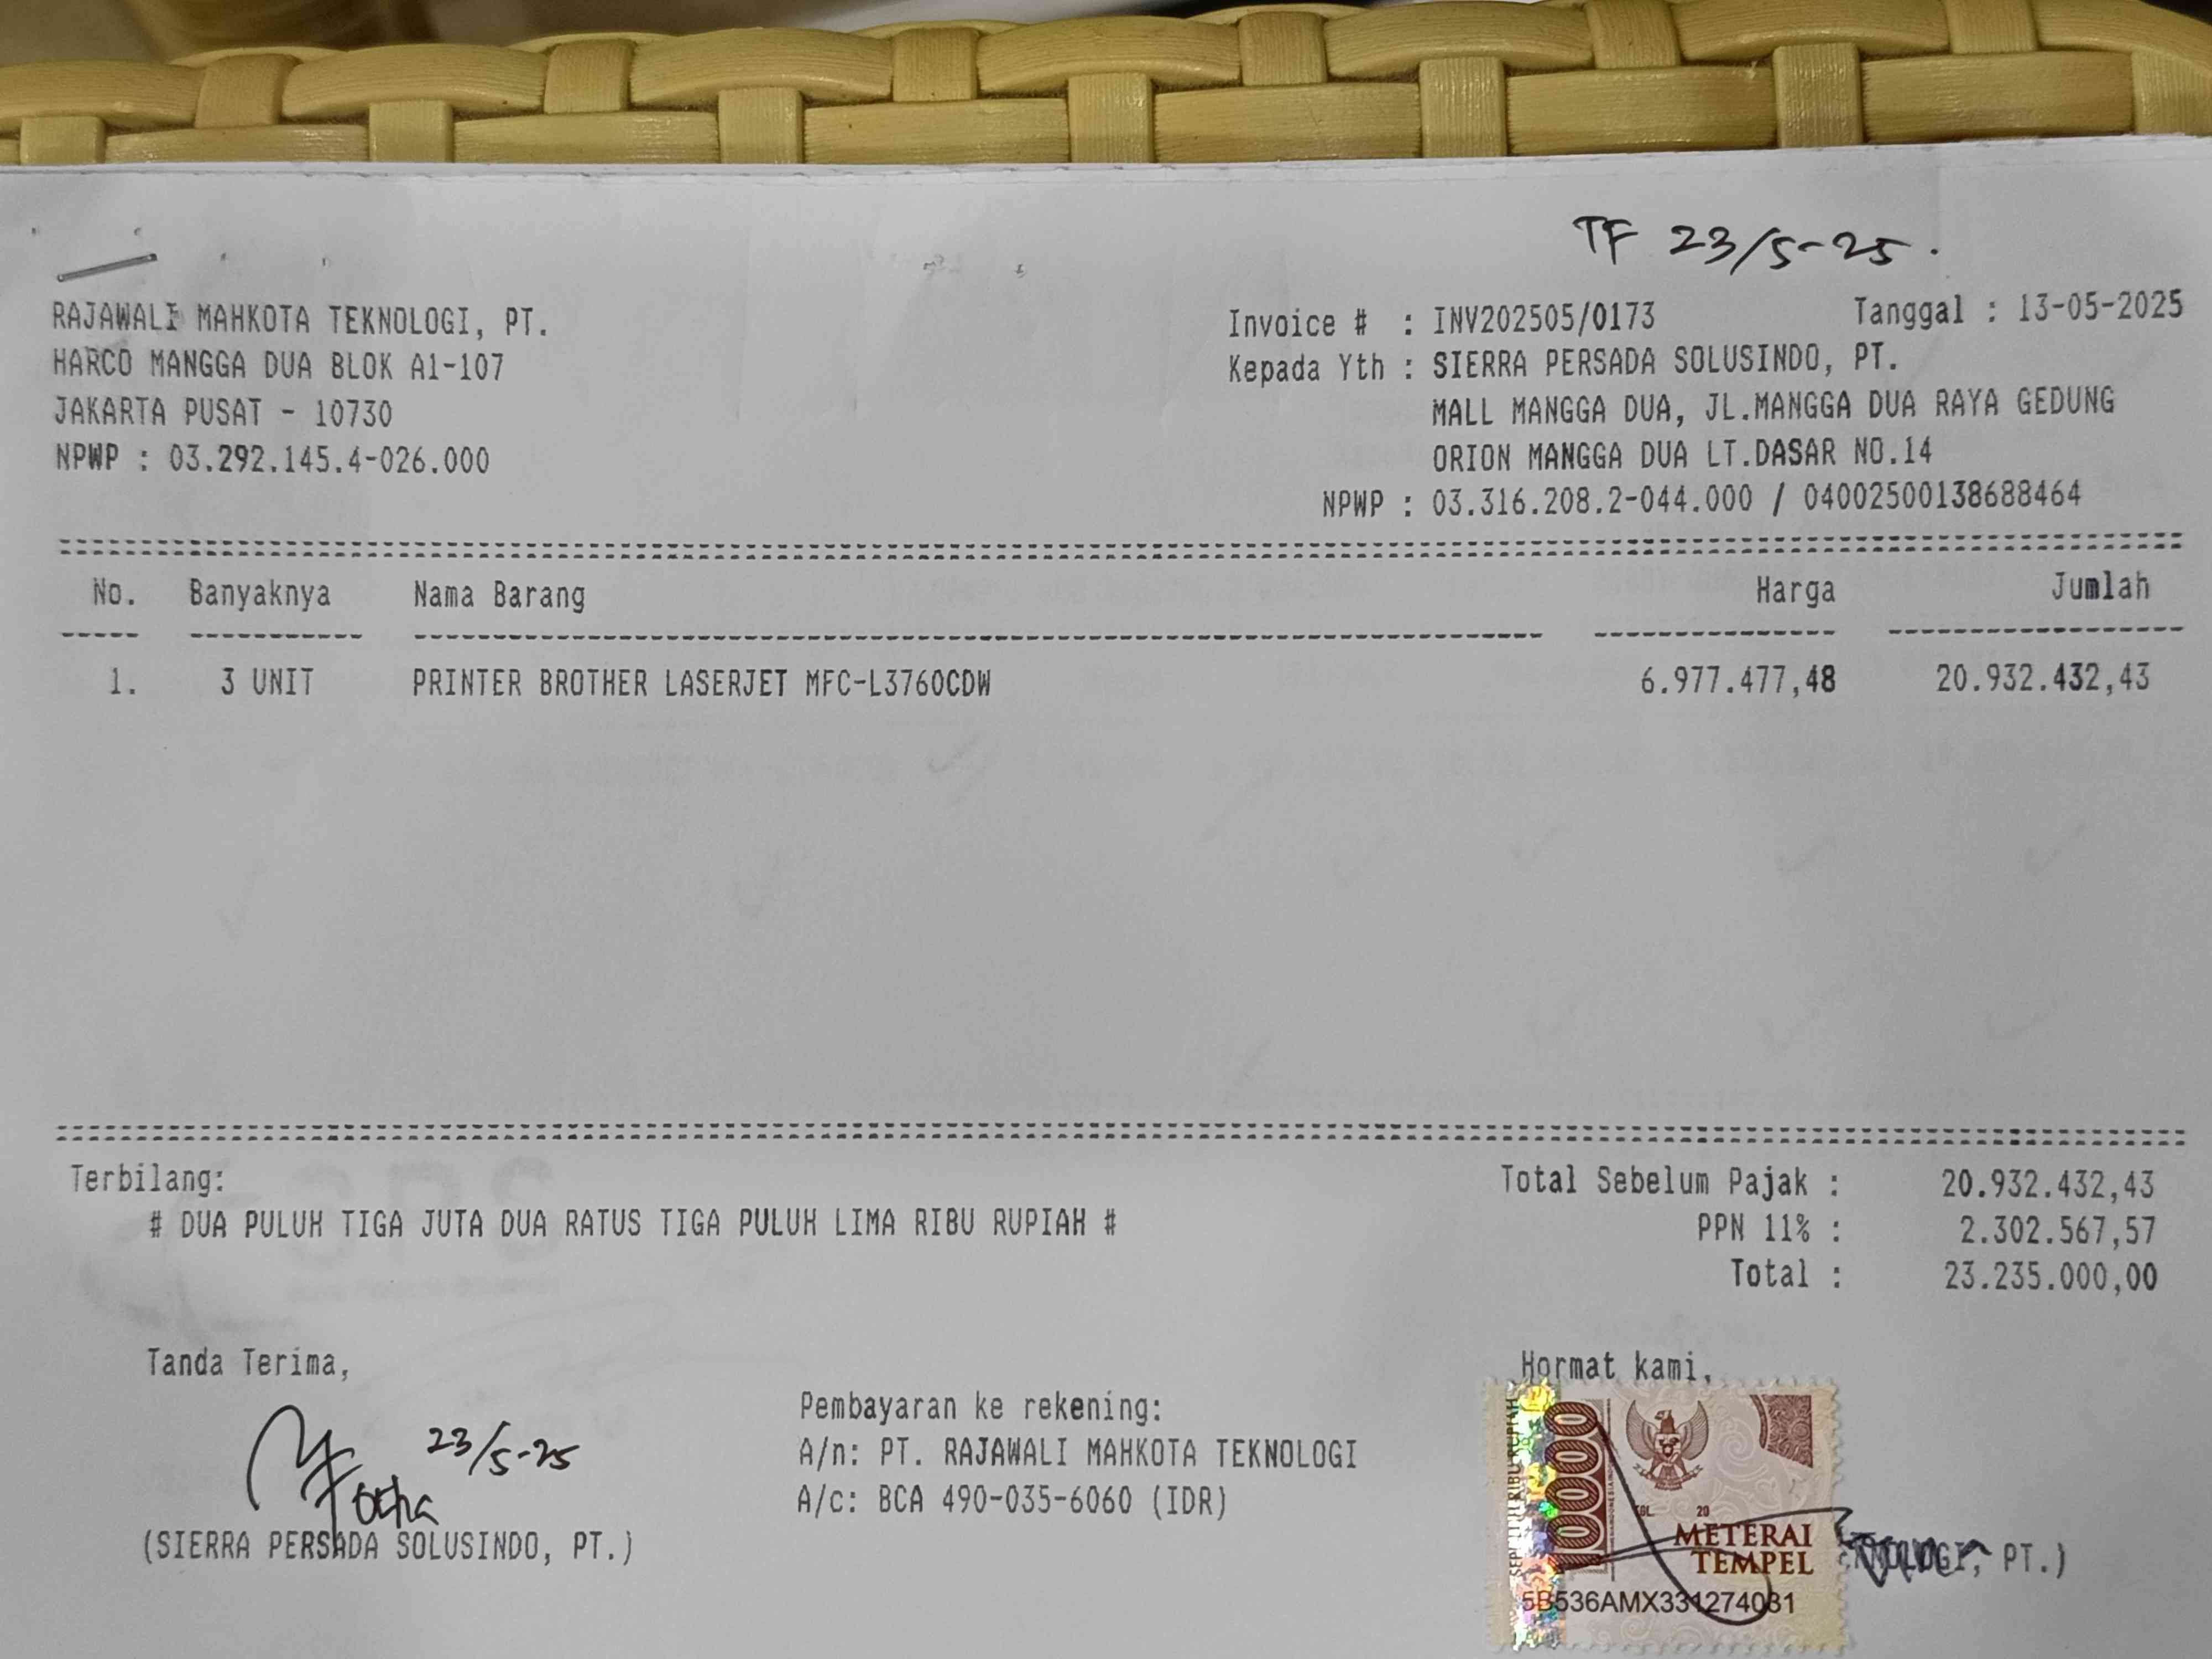 TF 23/5-25.
RAJAWALI MAHKOTA TEKNOLOGI, PT.
HARCO MANGGA DUA BLOK A1-107
JAKARTA PUSAT - 10730
NPWP : 03.292.145.4-026.000
Invoice # : INV202505/0173 Tanggal : 13-05-2025
Kepada Yth : SIERRA PERSADA SOLUSINDO, PT.
MALL MANGGA DUA, JL.MANGGA DUA RAYA GEDUNG
ORION MANGGA DUA LT.DASAR NO.14
NPWP : 03.316.208.2-044.000 / 04002500138688464
No. Banyaknya Nama Barang Harga Jumlah
1. 3 UNIT PRINTER BROTHER LASERJET MFC-L3760CDW 6.977.477,48 20.932.432,43
Terbilang:
# DUA PULUH TIGA JUTA DUA RATUS TIGA PULUH LIMA RIBU RUPIAH #
Total Sebelum Pajak : 20.932.432,43
PPN 11% : 2.302.567,57
Total : 23.235.000,00
Tanda Terima,
23/5-25
(SIERRA PERSADA SOLUSINDO, PT.)
Pembayaran ke rekening:
A/n: PT. RAJAWALI MAHKOTA TEKNOLOGI
A/c: BCA 490-035-6060 (IDR)
Hormat kami,
10000
TGL. 20
METERAI
TEMPEL
5B536AMX331274031
PT.)